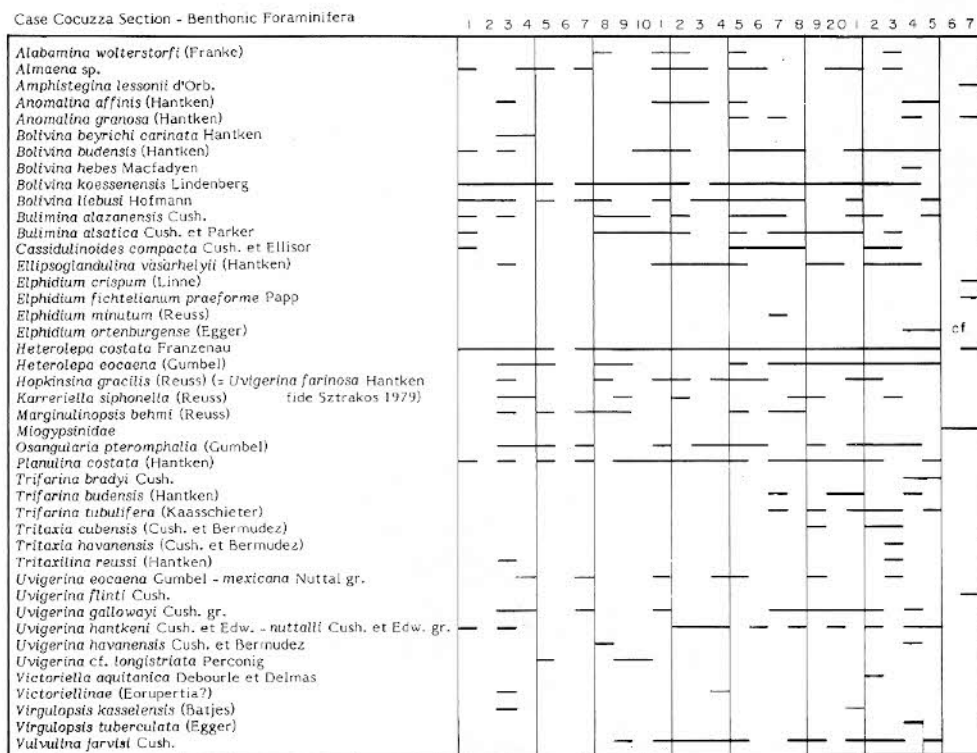 Case Cocuzza Section - Benthonic Foraminifera
1 2 3 4 5 6 7 8 9 10 1 2 3 4 5 6 7 8 9 20 1 2 3 4 5 6 7
Alabamina wolterstorfi (Franke)
Almaena sp.
Amphistegina lessonii d'Orb.
Anomalina affinis (Hantken)
Anomalina granosa (Hantken)
Bolivina beyrichi carinata Hantken
Bolivina budensis (Hantken)
Bolivina hebes Macfadyen
Bolivina koessenensis Lindenberg
Bolivina liebusi Hofmann
Bulimina alazanensis Cush.
Bulimina alsatica Cush. et Parker
Cassidulinoides compacta Cush. et Ellisor
Ellipsoglandulina vàsàrhelyii (Hantken)
Elphidium crispum (Linne)
Elphidium fichtelianum praeforme Papp
Elphidium minutum (Reuss)
Elphidium ortenburgense (Egger) cf
Heterolepa costata Franzenau
Heterolepa eocaena (Gumbel)
Hopkinsina gracilis (Reuss) (= Uvigerina farinosa Hantken
Karreriella siphonella (Reuss) fide Sztrakos 1979)
Marginulinopsis behmi (Reuss)
Miogypsinidae
Osangularia pteromphalia (Gumbel)
Planulina costata (Hantken)
Trifarina bradyi Cush.
Trifarina budensis (Hantken)
Trifarina tubulifera (Kaasschieter)
Tritaxia cubensis (Cush. et Bermudez)
Tritaxia havanensis (Cush. et Bermudez)
Tritaxilina reussi (Hantken)
Uvigerina eocaena Gumbel - mexicana Nuttal gr.
Uvigerina flinti Cush.
Uvigerina gallowayi Cush. gr.
Uvigerina hantkeni Cush. et Edw. - nuttalli Cush. et Edw. gr.
Uvigerina havanensis Cush. et Bermudez
Uvigerina cf. longistriata Perconig
Victoriella aquitanica Debourle et Delmas
Victoriellinae (Eorupertia?)
Virgulopsis kasselensis (Batjes)
Virgulopsis tuberculata (Egger)
Vulvulina jarvisi Cush.